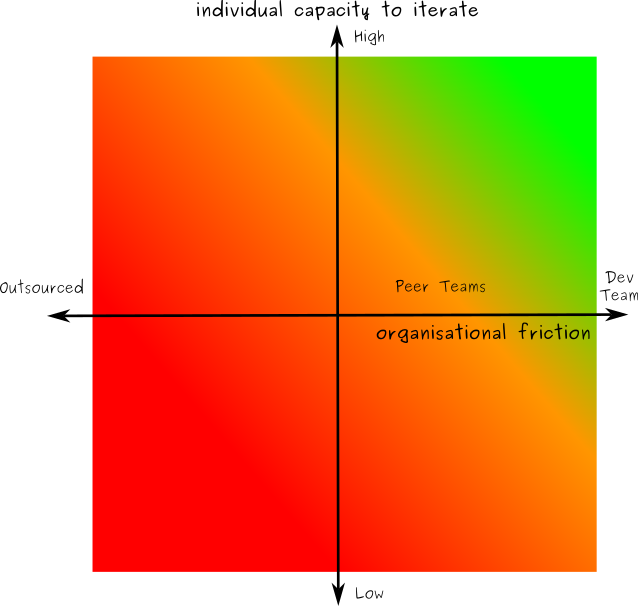 individual capacity to iterate
High
Outsourced
Peer Teams
Dev
Team
organisational friction
Low